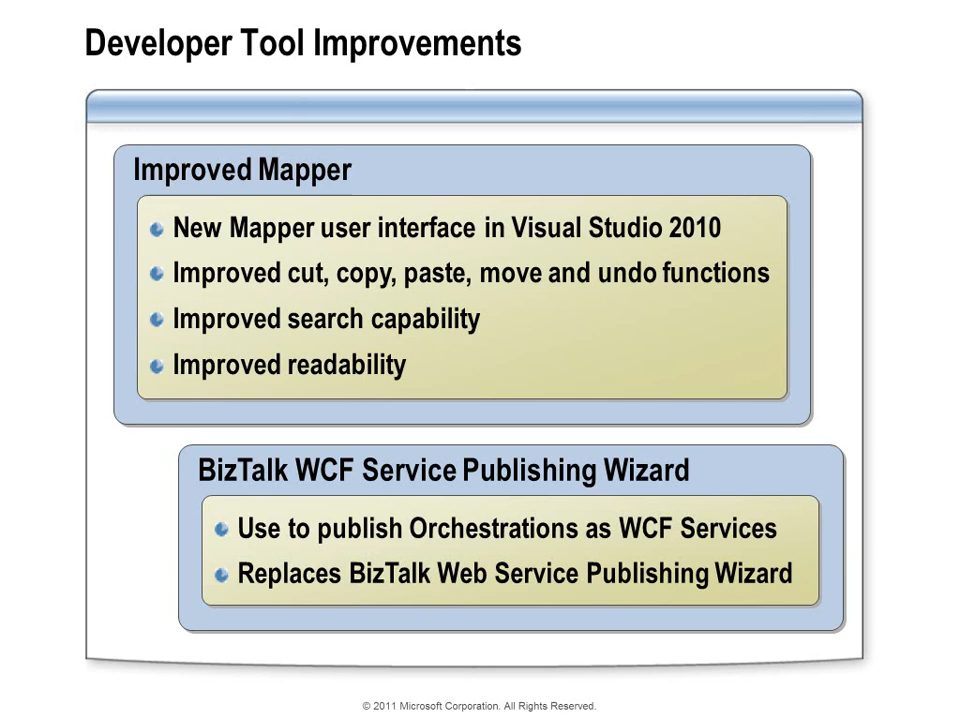 Developer Tool Improvements
Improved Mapper
New Mapper user interface in Visual Studio 2010
Improved cut, copy, paste, move and undo functions
Improved search capability
Improved readability
BizTalk WCF Service Publishing Wizard
Use to publish Orchestrations as WCF Services
Replaces BizTalk Web Service Publishing Wizard
© 2011 Microsoft Corporation. All Rights Reserved.